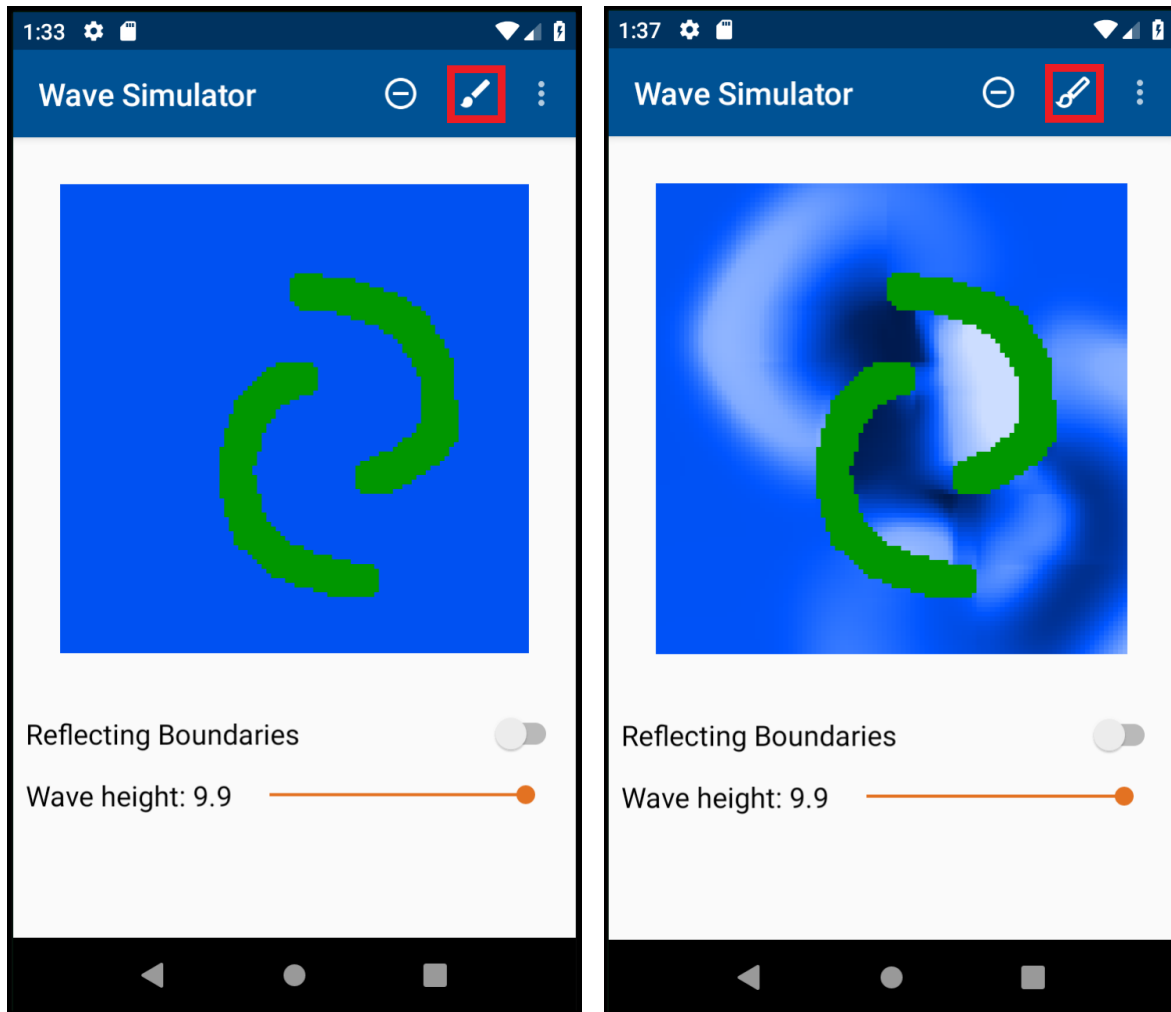 1:33
Wave Simulator
Reflecting Boundaries
Wave height: 9.9
1:37
Wave Simulator
Reflecting Boundaries
Wave height: 9.9